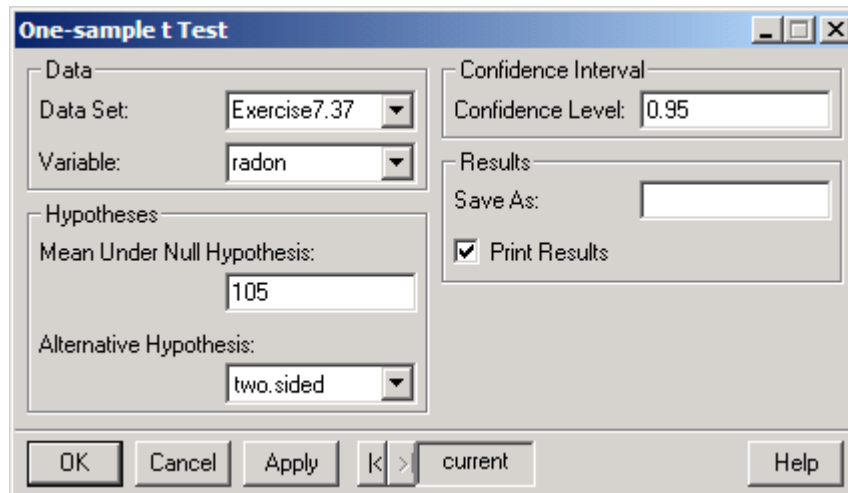 One-sample t Test
Data
Data Set: Exercise7.37
Variable: radon
Hypotheses
Mean Under Null Hypothesis:
105
Alternative Hypothesis:
two.sided
Confidence Interval
Confidence Level: 0.95
Results
Save As:
Print Results
OK Cancel Apply current Help